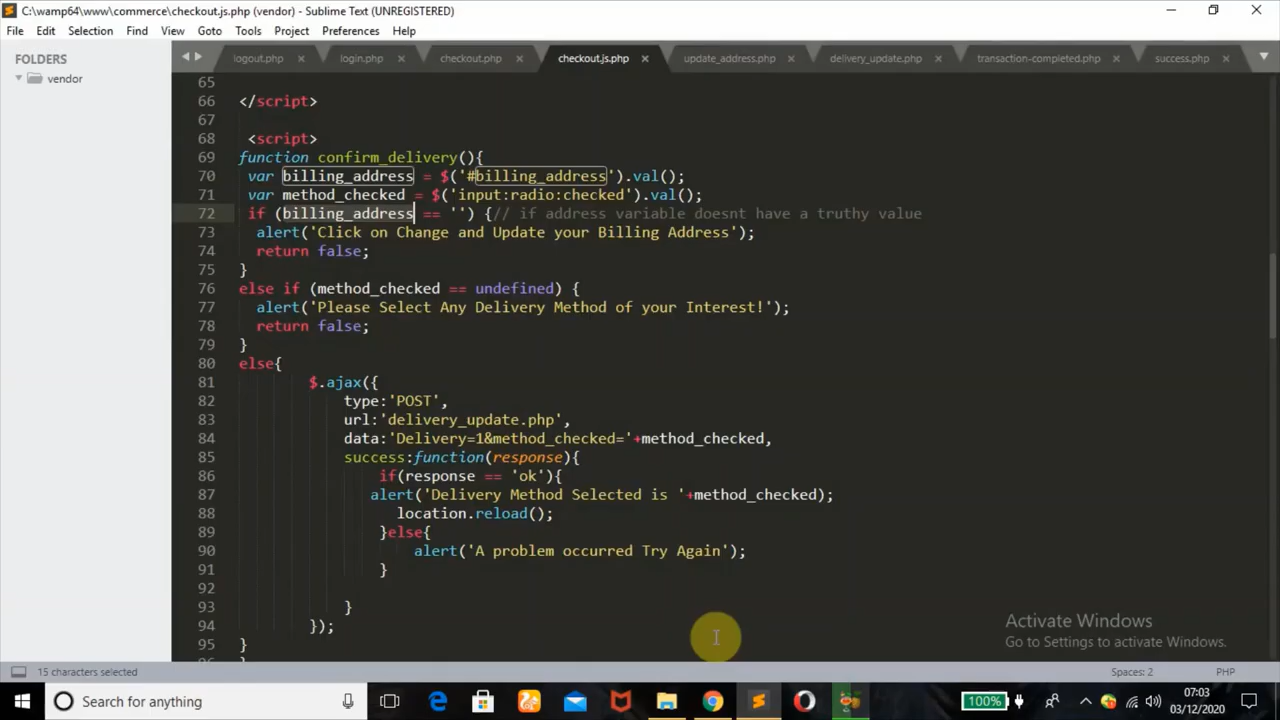 C:\wamp64\www\commerce\checkout.js.php (vendor) - Sublime Text (UNREGISTERED)
File Edit Selection Find View Goto Tools Project Preferences Help
FOLDERS
vendor
logout.php login.php checkout.php checkout.js.php update_address.php delivery_update.php transaction-completed.php success.php
65
66 </script>
67
68 <script>
69 function confirm_delivery(){
70 var billing_address = $('#billing_address').val();
71 var method_checked = $('input:radio:checked').val();
72 if (billing_address == '') {// if address variable doesnt have a truthy value
73 alert('Click on Change and Update your Billing Address');
74 return false;
75 }
76 else if (method_checked == undefined) {
77 alert('Please Select Any Delivery Method of your Interest!');
78 return false;
79 }
80 else{
81 $.ajax({
82 type:'POST',
83 url:'delivery_update.php',
84 data:'Delivery=1&method_checked='+method_checked,
85 success:function(response){
86 if(response == 'ok'){
87 alert('Delivery Method Selected is '+method_checked);
88 location.reload();
89 }else{
90 alert('A problem occurred Try Again');
91 }
92
93 }
94 });
95 }
Activate Windows
Go to Settings to activate Windows.
15 characters selected Spaces: 2 PHP
Search for anything 100% 07:03
03/12/2020